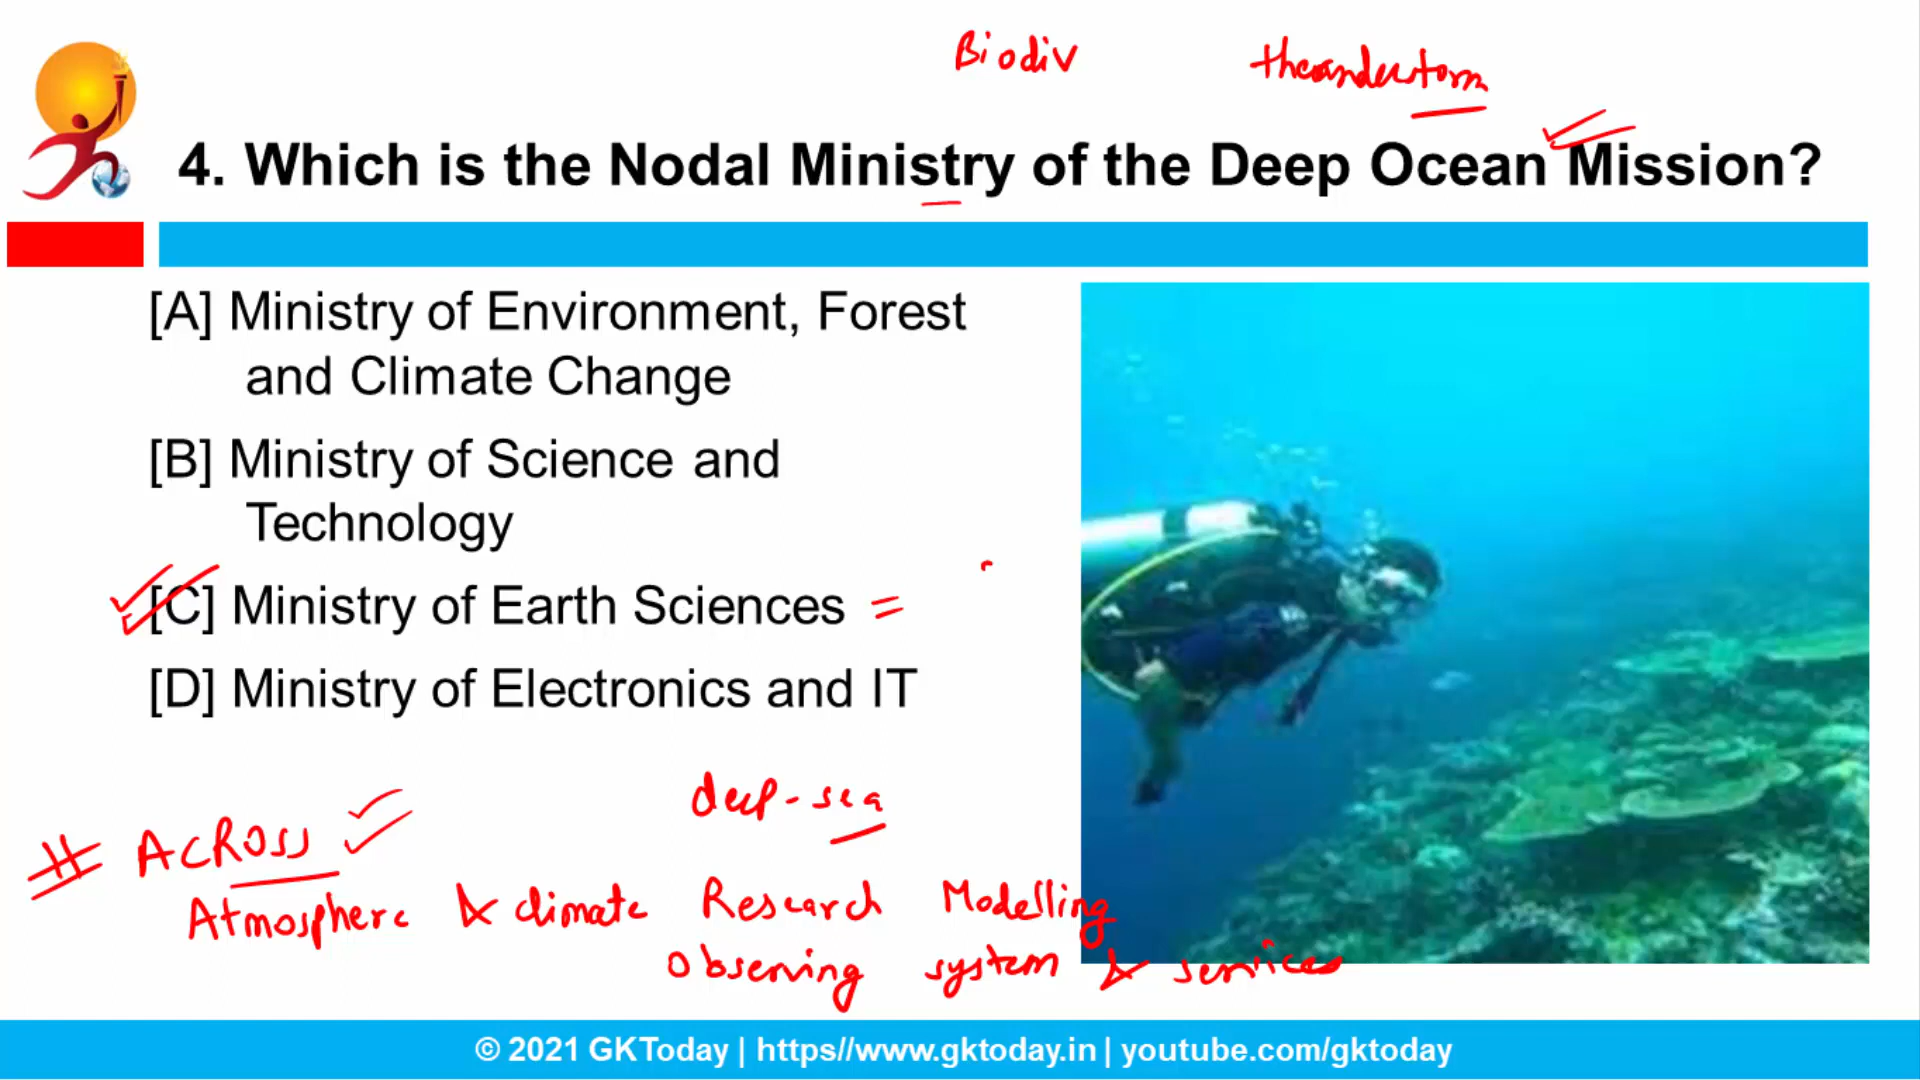 Biodiv
4. Which is the Nodal Ministry of the Deep Ocean Mission?
[A] Ministry of Environment, Forest
and Climate Change
[B] Ministry of Science and
Technology
[C] Ministry of Earth Sciences =
[D] Ministry of Electronics and IT
deep-sea
# ACROSS
Atmosphere & climate Research Modelling
Observing system & services
© 2021 GKToday | https//www.gktoday.in | youtube.com/gktoday